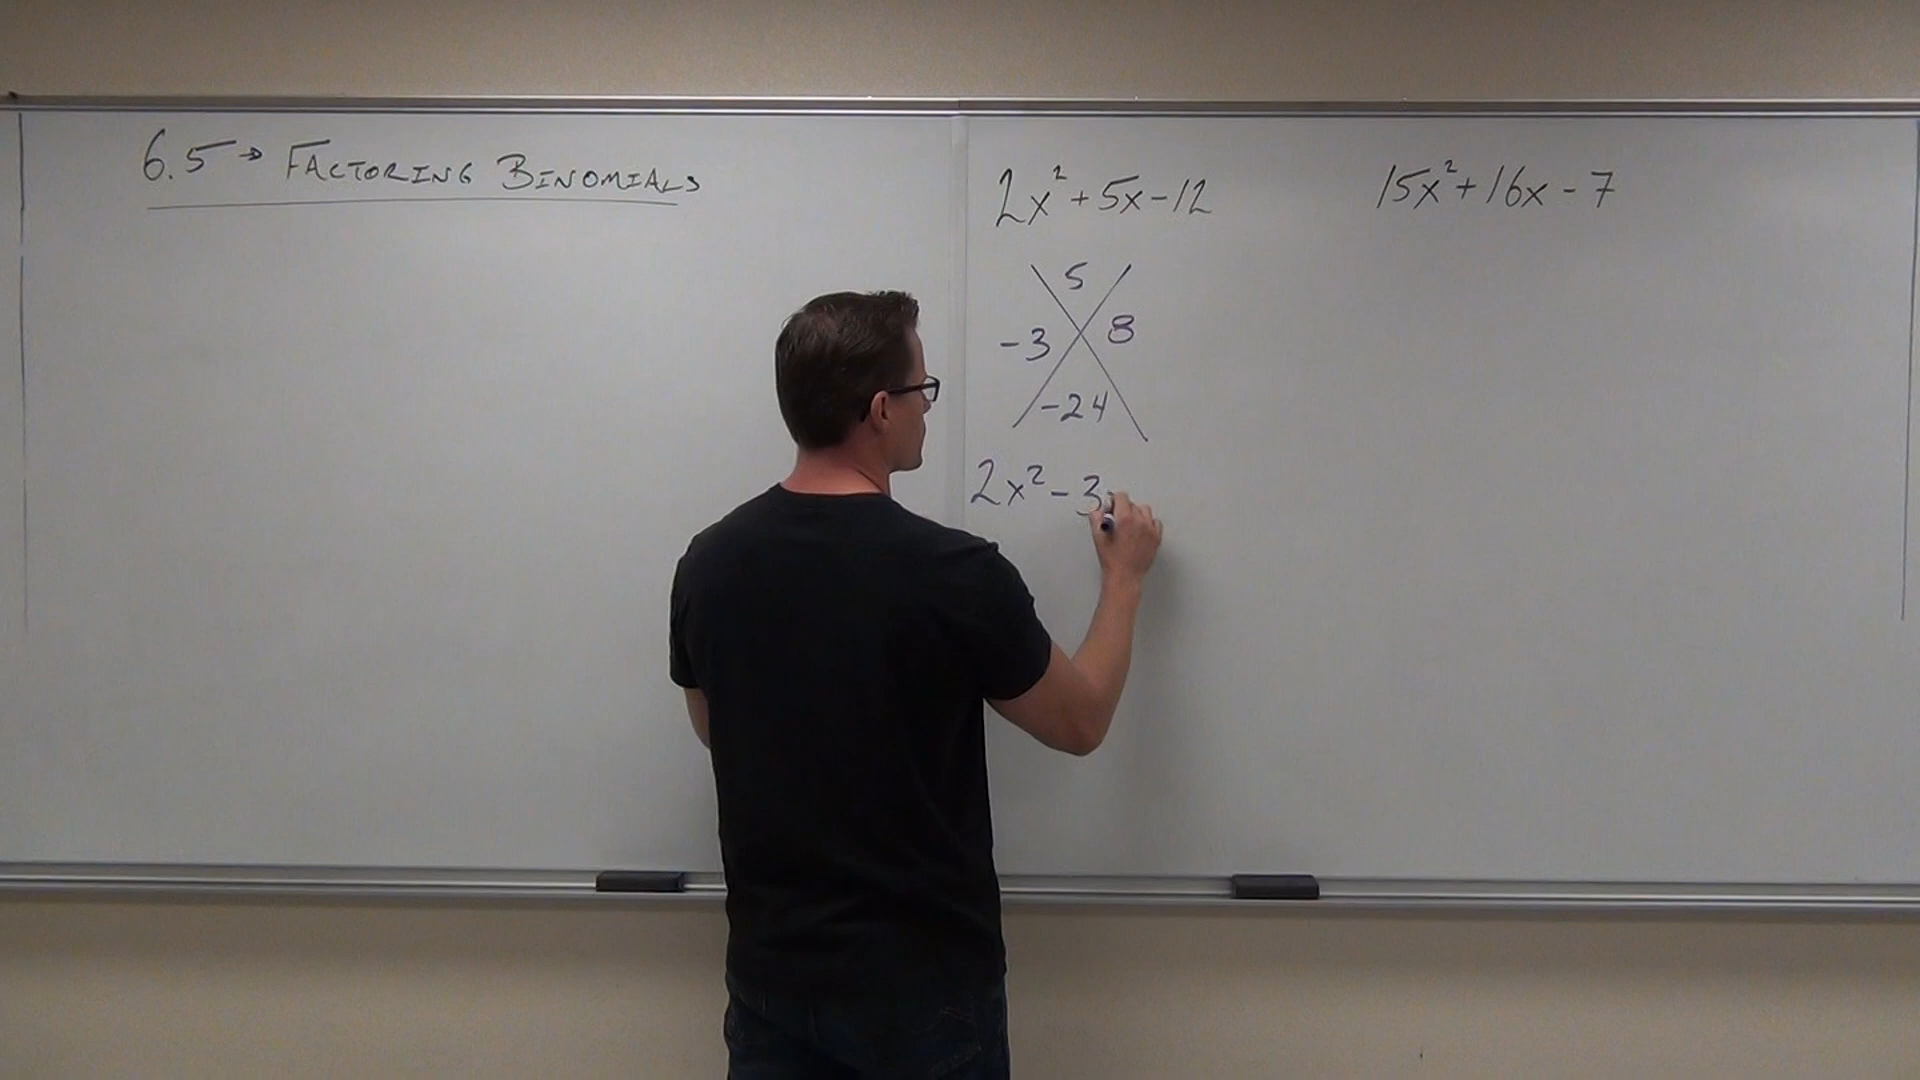 6.5 → FACTORING BINOMIALS
2x² + 5x - 12
5
-3 8
-24
2x² - 3
15x² + 16x - 7